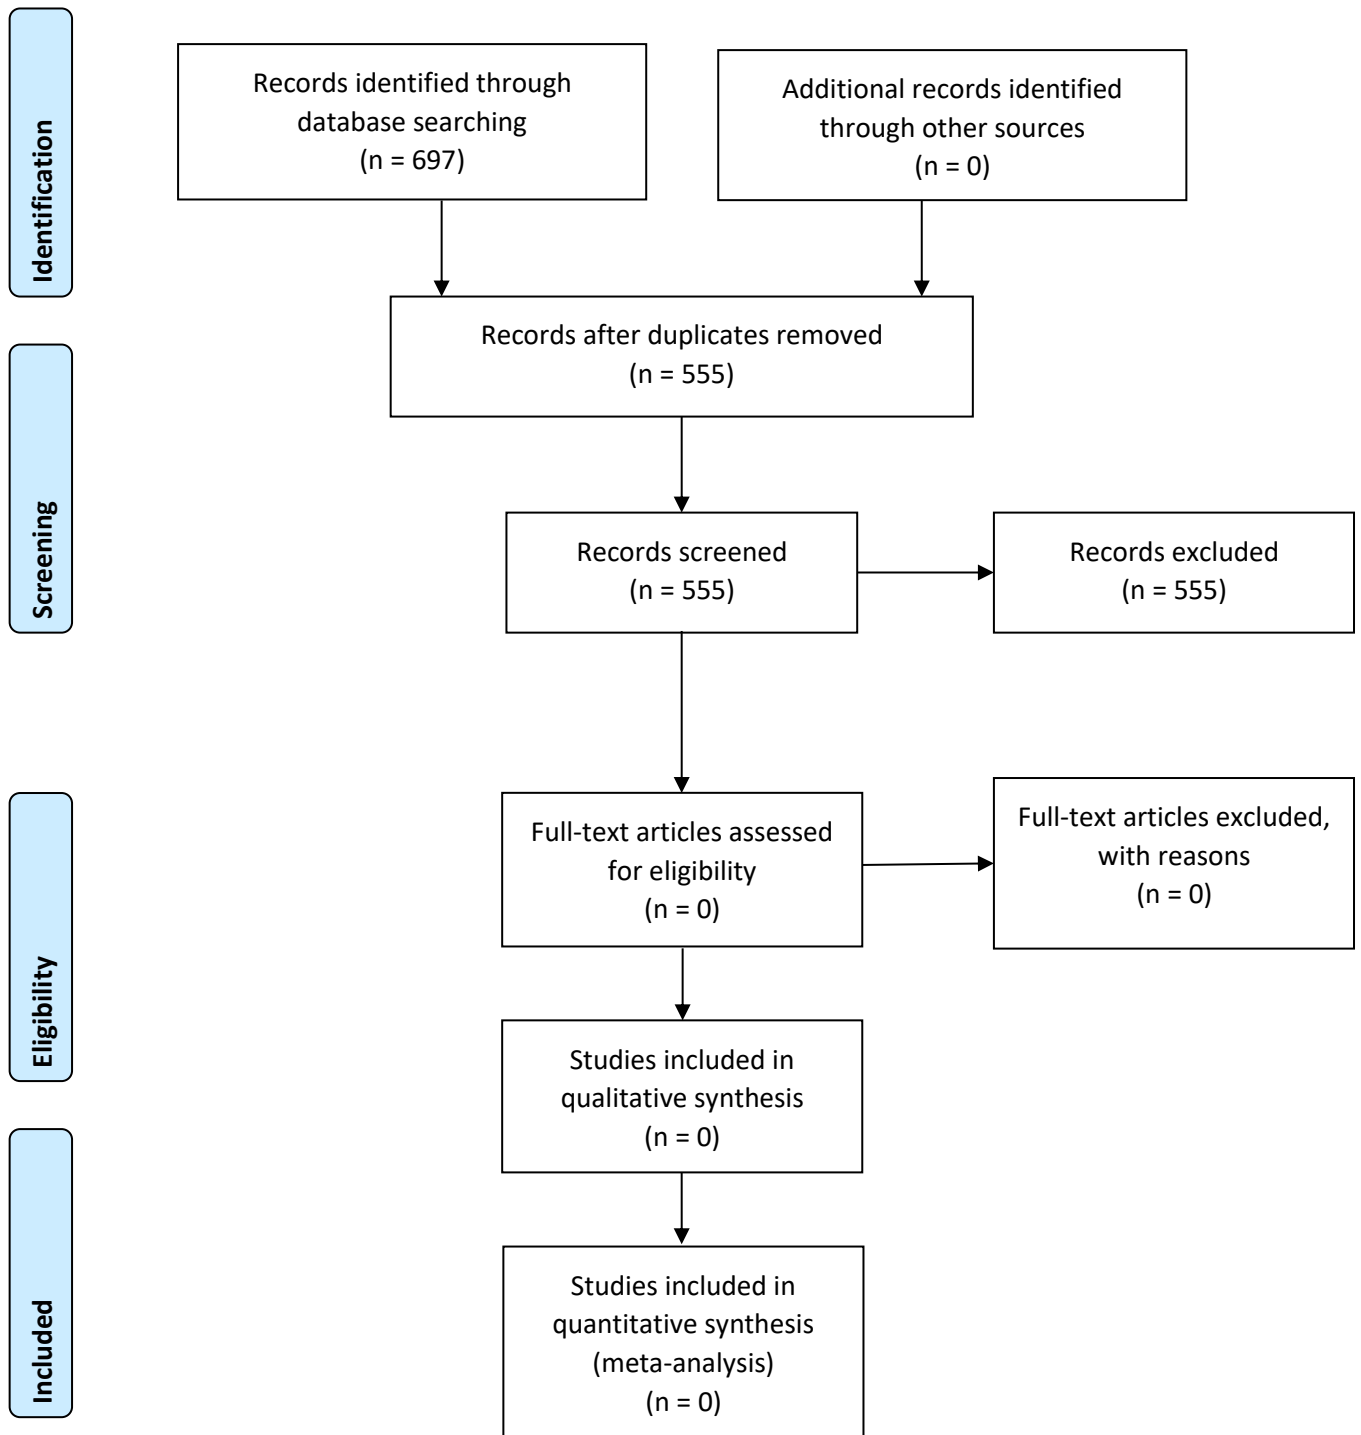 Identification
Records identified through
database searching
(n = 697)
Additional records identified
through other sources
(n = 0)
Records after duplicates removed
(n = 555)
Screening
Records screened
(n = 555)
Records excluded
(n = 555)
Eligibility
Full-text articles assessed
for eligibility
(n = 0)
Full-text articles excluded,
with reasons
(n = 0)
Studies included in
qualitative synthesis
(n = 0)
Included
Studies included in
quantitative synthesis
(meta-analysis)
(n = 0)